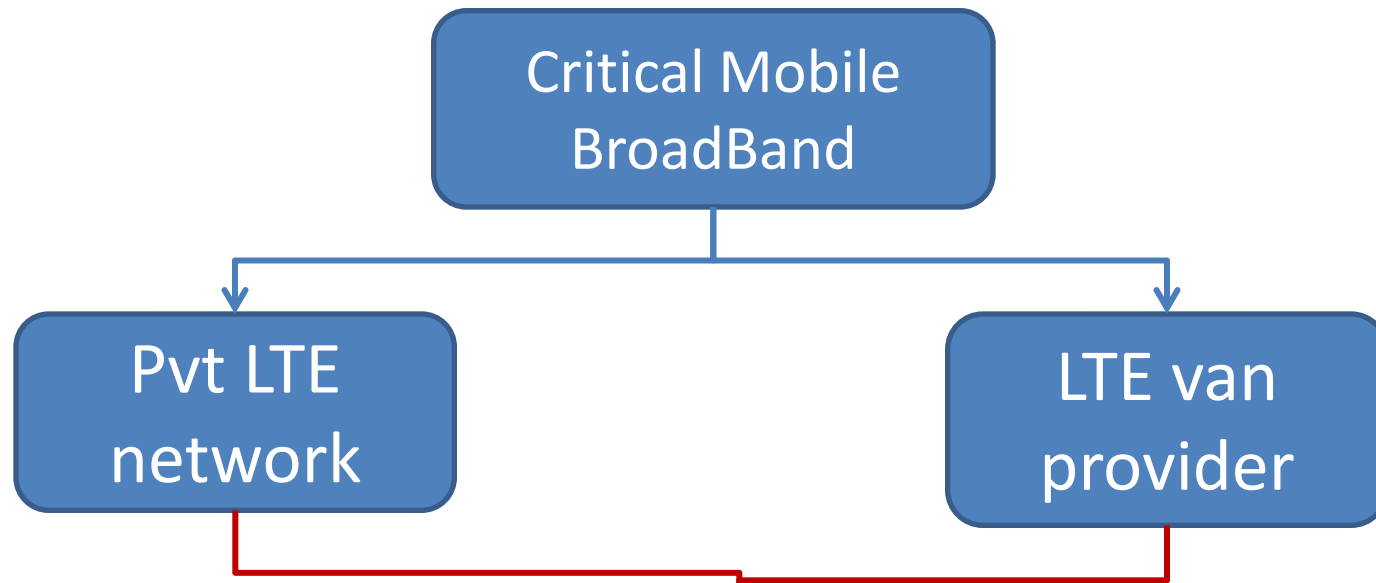 Critical Mobile
BroadBand
Pvt LTE
network
LTE van
provider